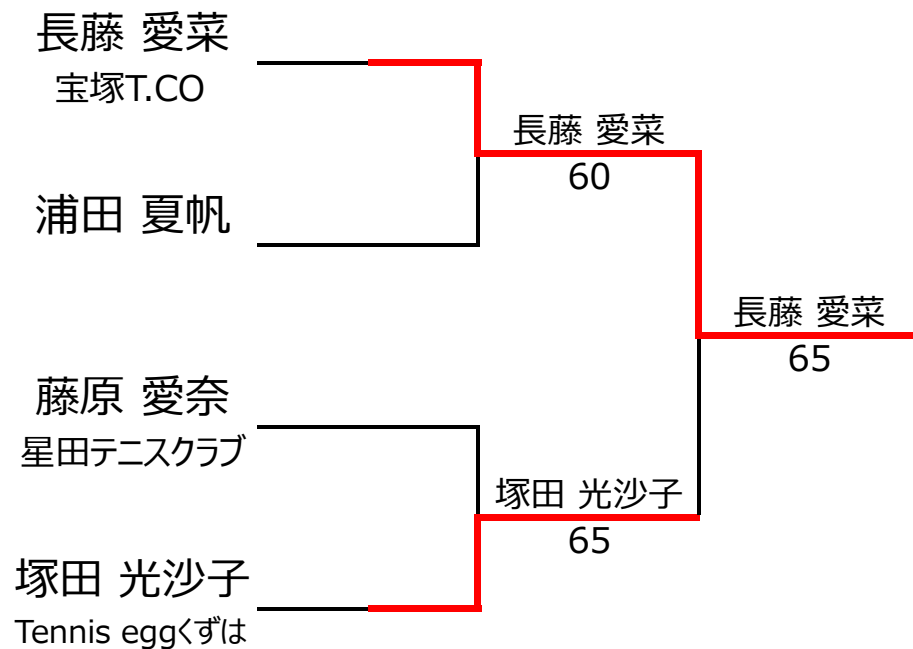 長藤 愛菜
宝塚T.CO
浦田 夏帆
藤原 愛奈
星田テニスクラブ
塚田 光沙子
Tennis eggくずは
長藤 愛菜
60
塚田 光沙子
65
長藤 愛菜
65